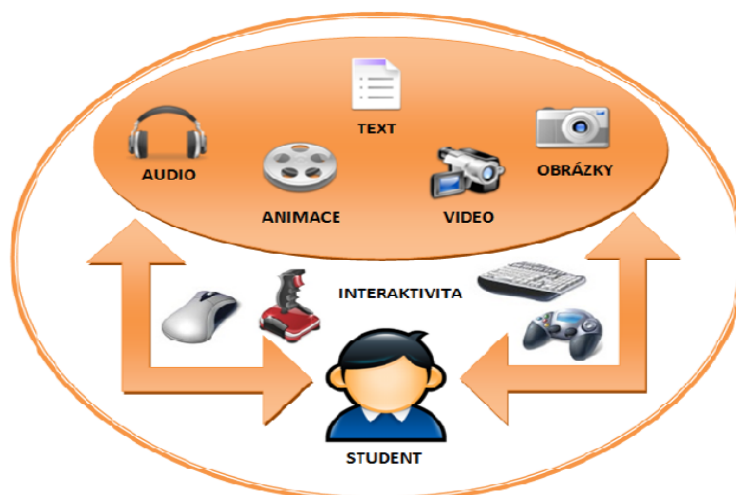 TEXT
AUDIO
OBRÁZKY
ANIMACE
VIDEO
INTERAKTIVITA
STUDENT